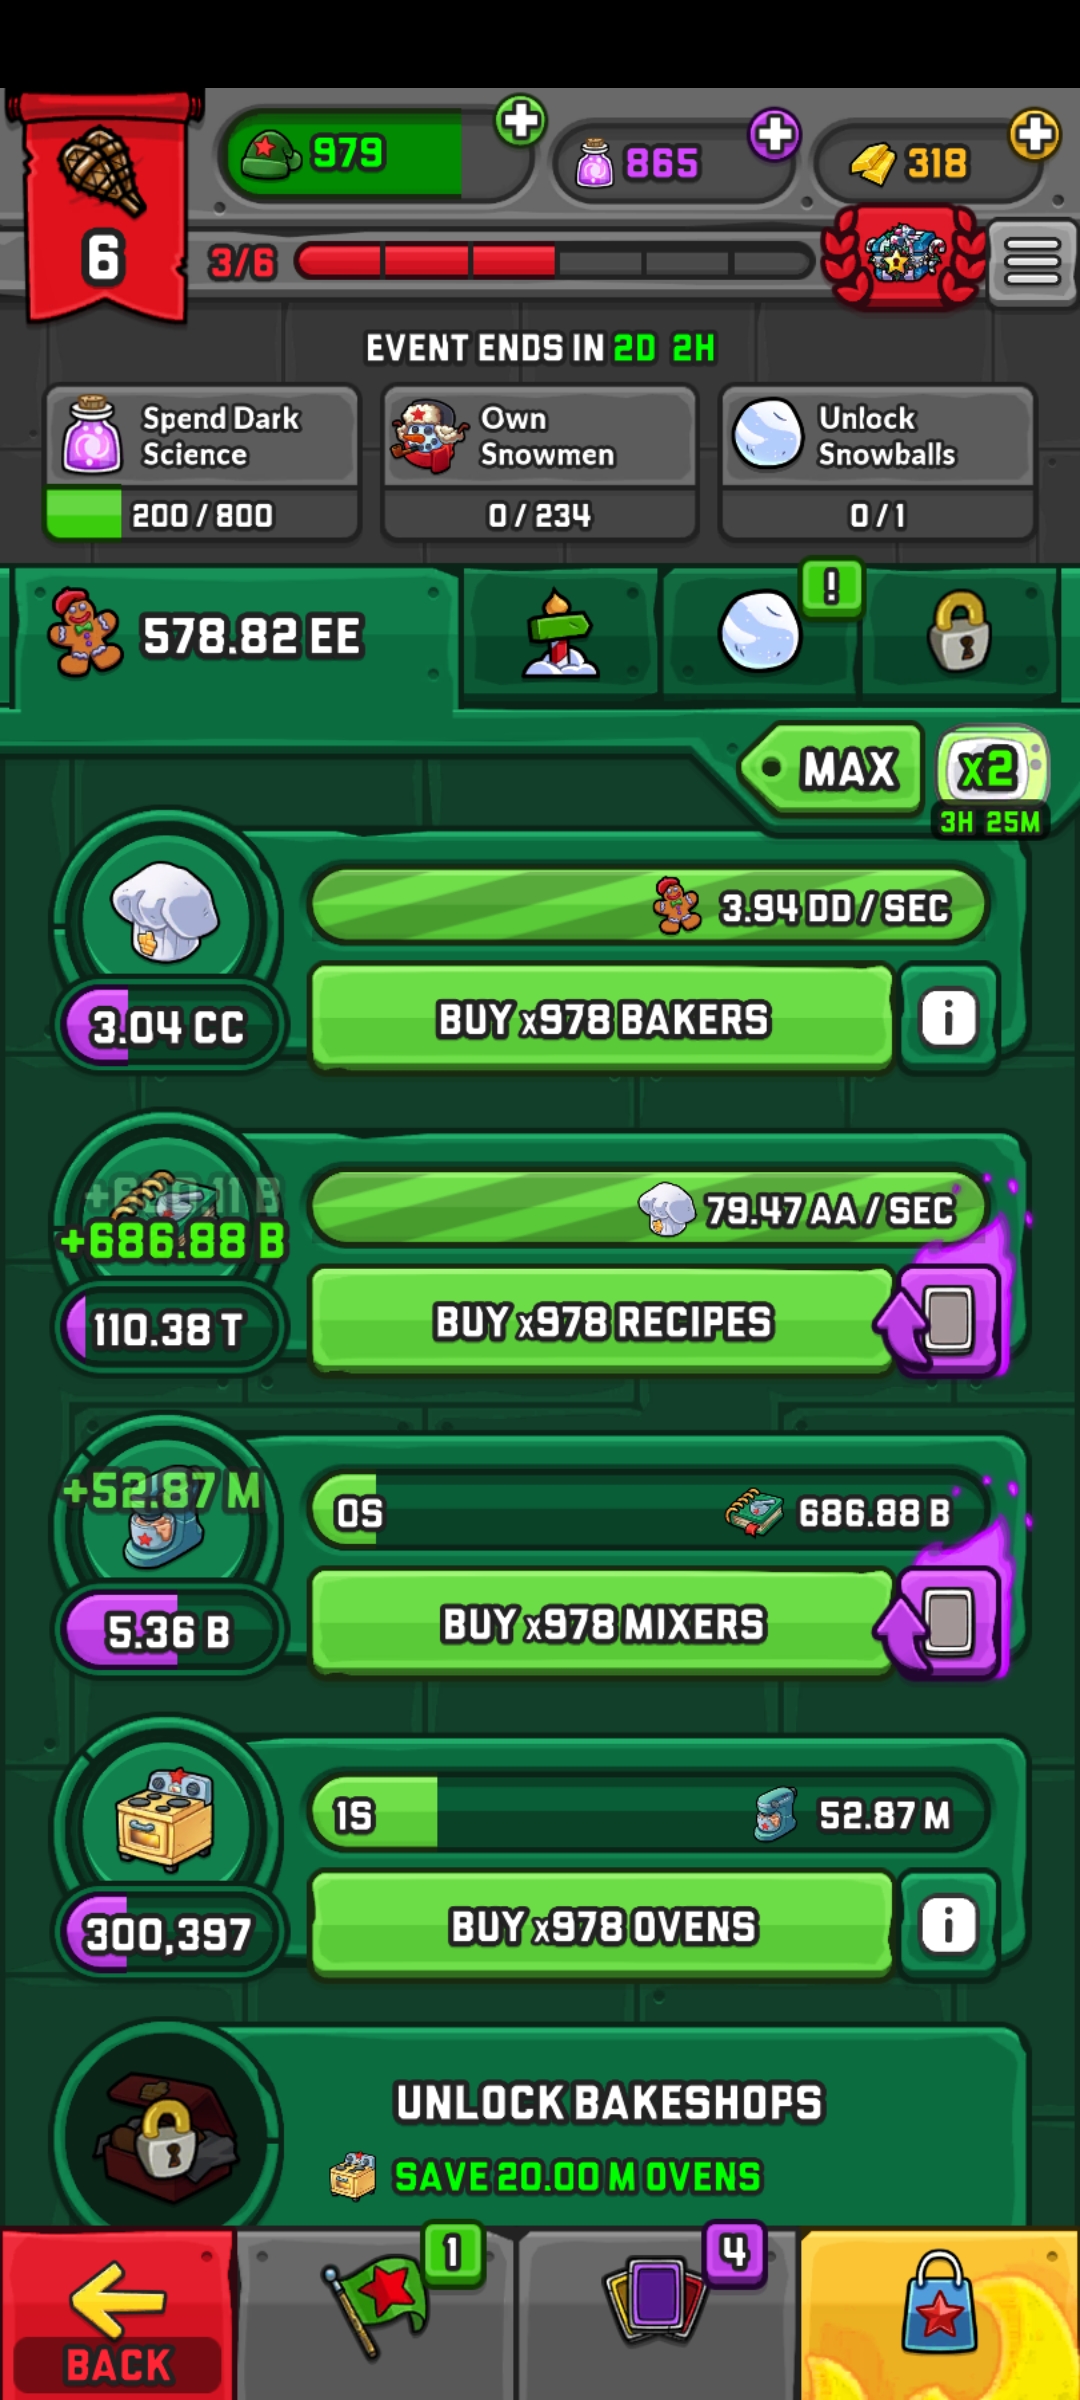 979
865
318
6
3/6
EVENT ENDS IN 2D 2H
Spend Dark
Science
200 / 800
Own
Snowmen
0 / 234
Unlock
Snowballs
0 / 1
578.82 EE
!
MAX
x2
3H 25M
3.94 DD / SEC
3.04 CC
BUY x978 BAKERS
i
+686.88 B
79.47 AA / SEC
110.38 T
BUY x978 RECIPES
+52.87 M
0S
686.88 B
5.36 B
BUY x978 MIXERS
1S
52.87 M
300,397
BUY x978 OVENS
i
UNLOCK BAKESHOPS
SAVE 20.00 M OVENS
1
4
BACK